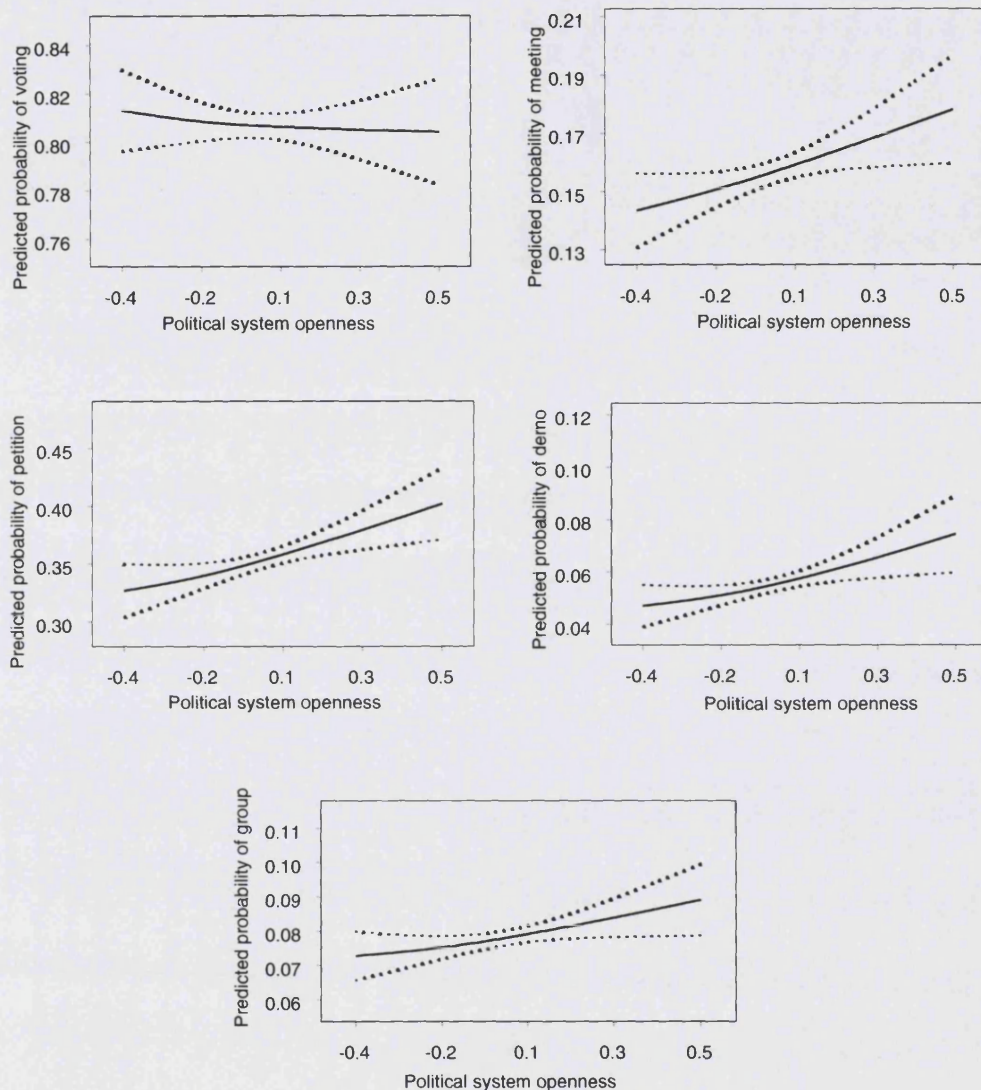 Predicted probability of voting
0.84
0.82
0.80
0.78
0.76
-0.4 -0.2 0.1 0.3 0.5
Political system openness
Predicted probability of meeting
0.21
0.19
0.17
0.15
0.13
-0.4 -0.2 0.1 0.3 0.5
Political system openness
Predicted probability of petition
0.45
0.40
0.35
0.30
-0.4 -0.2 0.1 0.3 0.5
Political system openness
Predicted probability of demo
0.12
0.10
0.08
0.06
0.04
-0.4 -0.2 0.1 0.3 0.5
Political system openness
Predicted probability of group
0.11
0.10
0.09
0.08
0.07
0.06
-0.4 -0.2 0.1 0.3 0.5
Political system openness